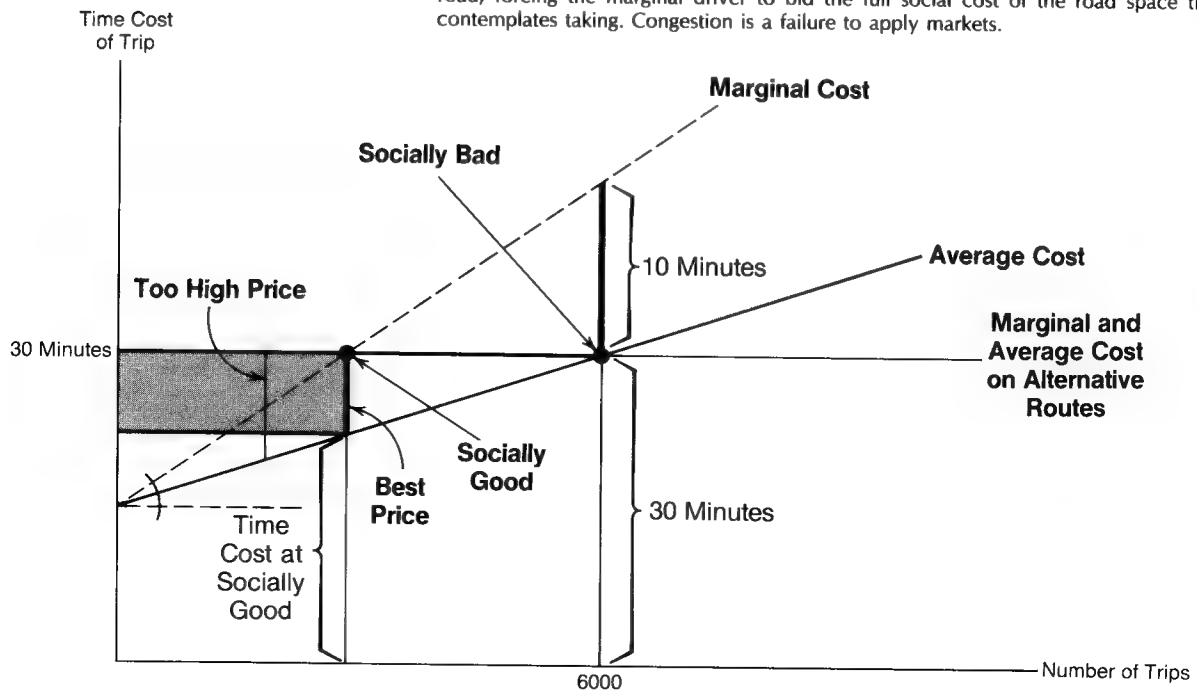 contemplates taking. Congestion is a failure to apply markets.
Time Cost
of Trip
Marginal Cost
Socially Bad
10 Minutes
Average Cost
Too High Price
30 Minutes
Marginal and
Average Cost
on Alternative
Routes
Socially
Good
Best
Price
30 Minutes
Time
Cost at
Socially
Good
Number of Trips
6000